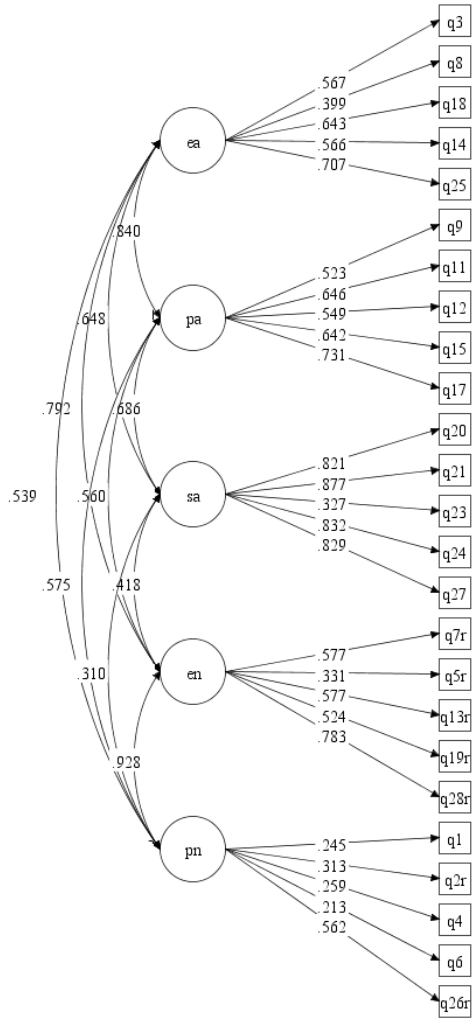 q3
q8
.567
.399
q18
.643
ea
.566
q14
.707
q25
q9
.840
.523
q11
.646
q12
.648
pa
.549
.642
q15
.731
q17
.792
.686
q20
.821
q21
.877
.539
.560
sa
.327
q23
.832
.829
q24
.575
.418
q27
q7r
.577
.310
en
.331
q5r
.577
q13r
.524
.783
q19r
.928
q28r
q1
.245
pn
.313
q2r
.259
.213
q4
.562
q6
q26r